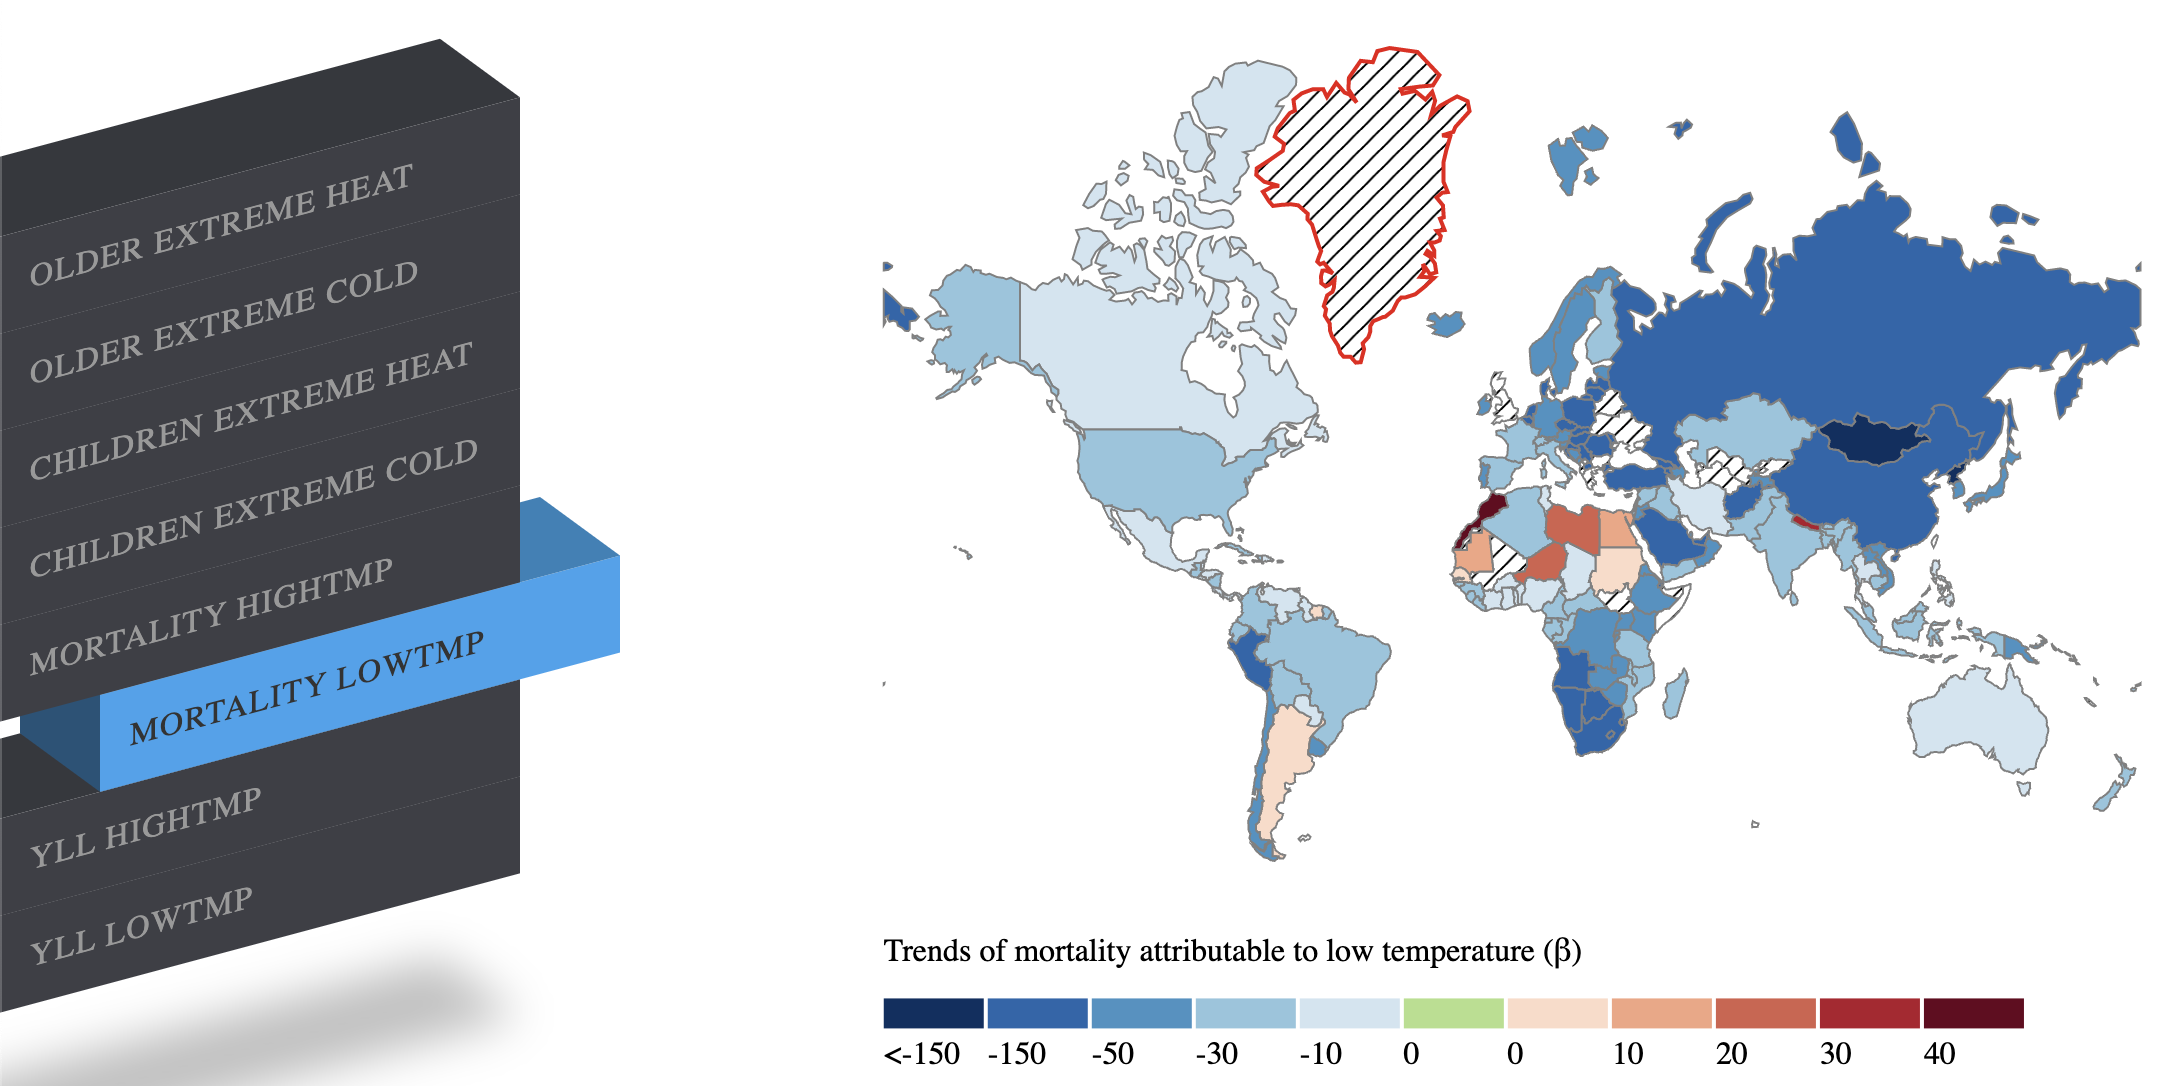 OLDER EXTREME HEAT
OLDER EXTREME COLD
CHILDREN EXTREME HEAT
CHILDREN EXTREME COLD
MORTALITY HIGHTMP
MORTALITY LOWTMP
YLL HIGHTMP
YLL LOWTMP
Trends of mortality attributable to low temperature (β)
<-150 -150 -50 -30 -10 0 0 10 20 30 40